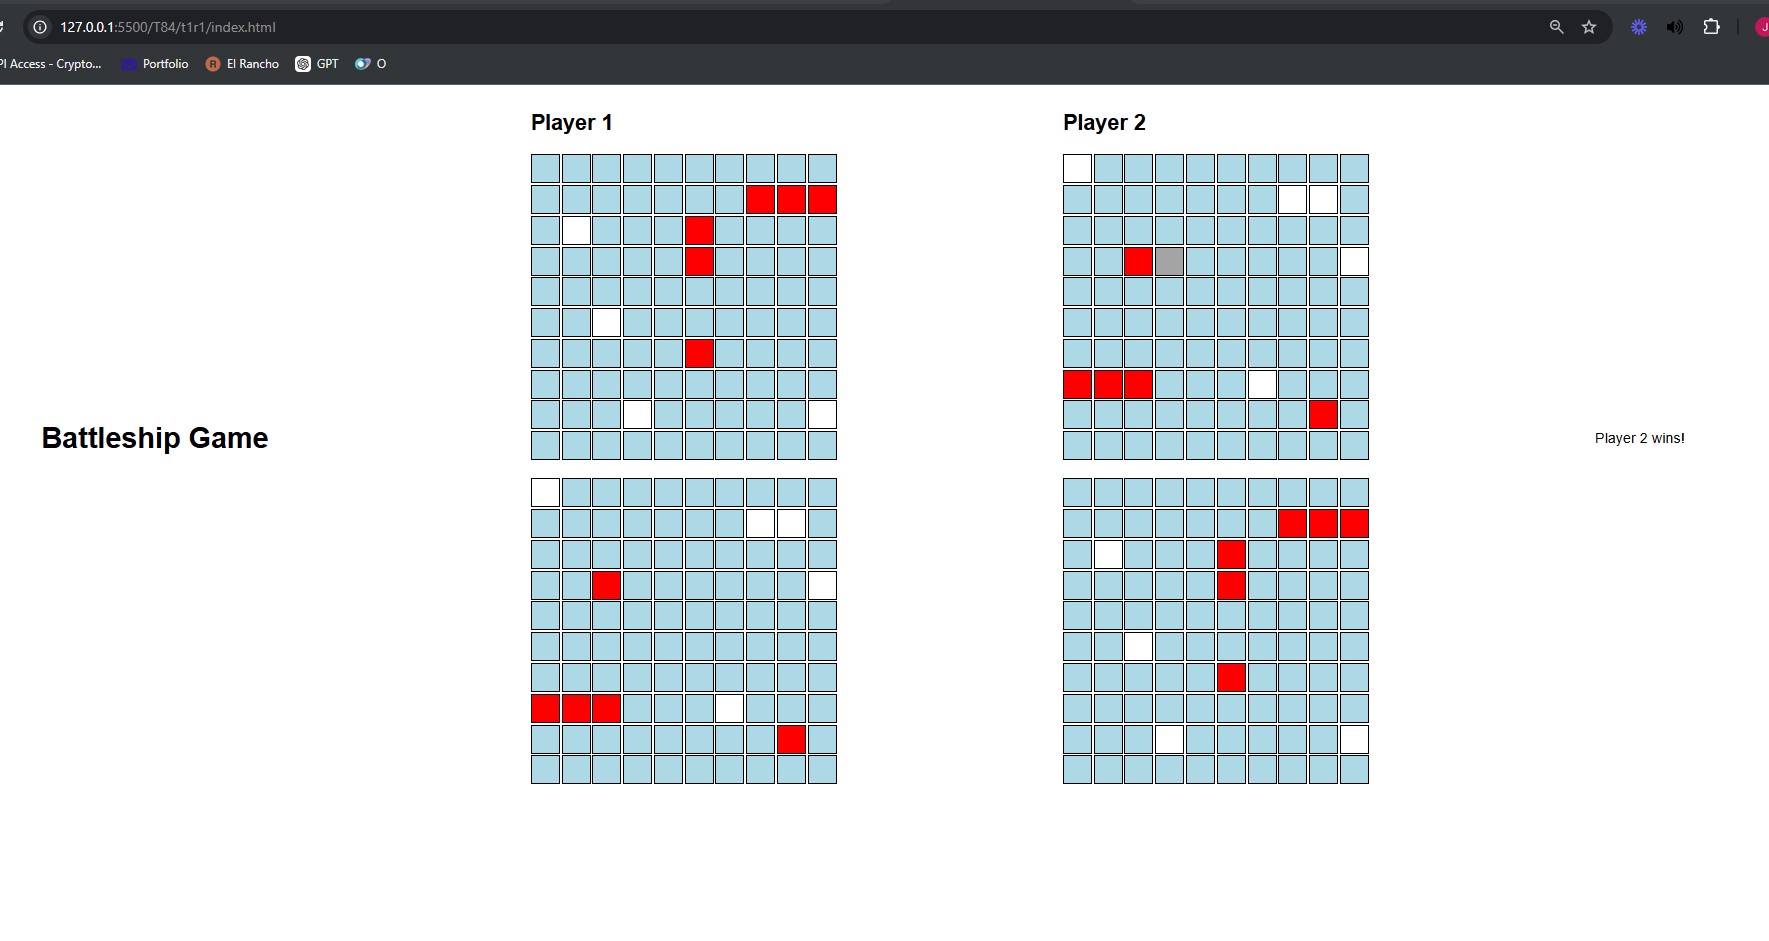 127.0.0.1:5500/T84/t1r1/index.html
PI Access - Crypto...
Portfolio
R
El Rancho
GPT
O
J
Player 1
Player 2
Battleship Game
Player 2 wins!